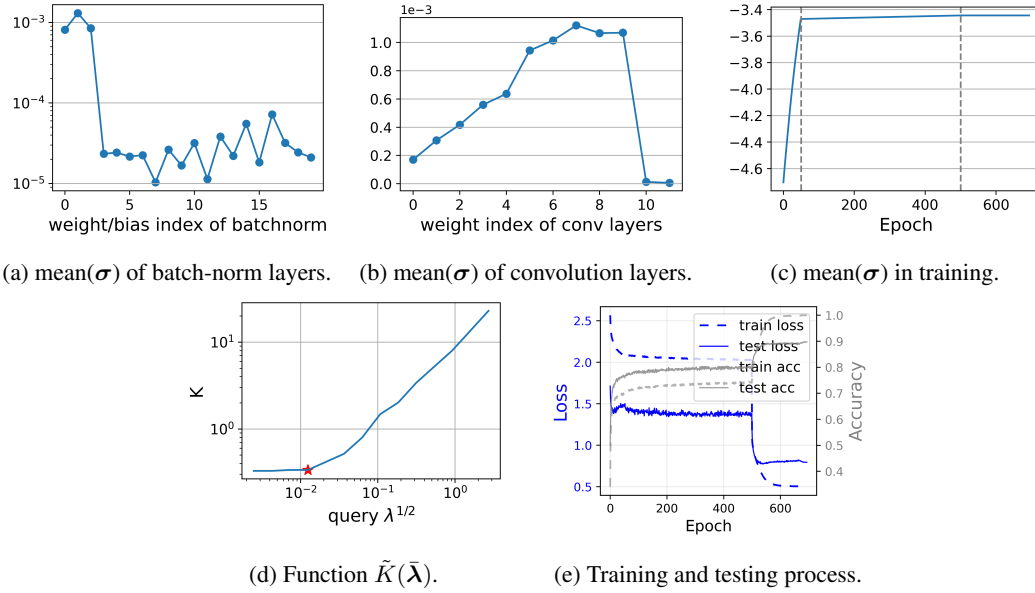 10⁻³
10⁻⁴
10⁻⁵
0 5 10 15
weight/bias index of batchnorm
1e−3
1.0
0.8
0.6
0.4
0.2
0.0
0 2 4 6 8 10
weight index of conv layers
−3.4
−3.6
−3.8
−4.0
−4.2
−4.4
−4.6
0 200 400 600
Epoch
(a) mean(σ) of batch-norm layers.
(b) mean(σ) of convolution layers.
(c) mean(σ) in training.
K
10¹
10⁰
10⁻² 10⁻¹ 10⁰
query λ^{1/2}
Loss
2.5
2.0
1.5
1.0
0.5
train loss
test loss
train acc
test acc
1.0
0.9
0.8
0.7
0.6
0.5
0.4
Accuracy
0 200 400 600
Epoch
(d) Function K̃(λ̄).
(e) Training and testing process.